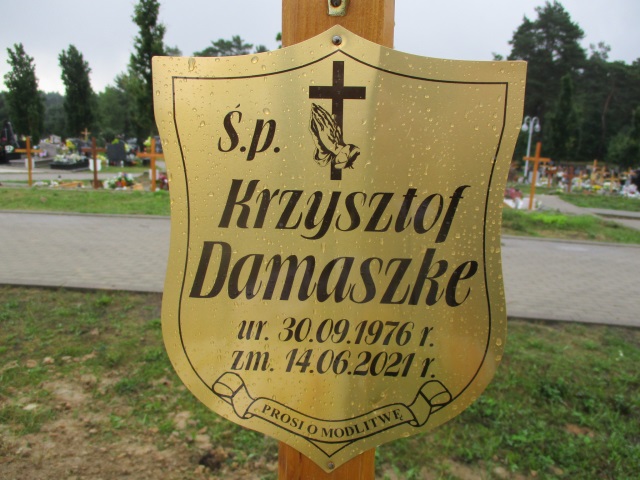 Ś.p.
Krzysztof
Damaszke
ur. 30.09.1976 r.
zm. 14.06.2021 r.
PROSI O MODLITWĘ